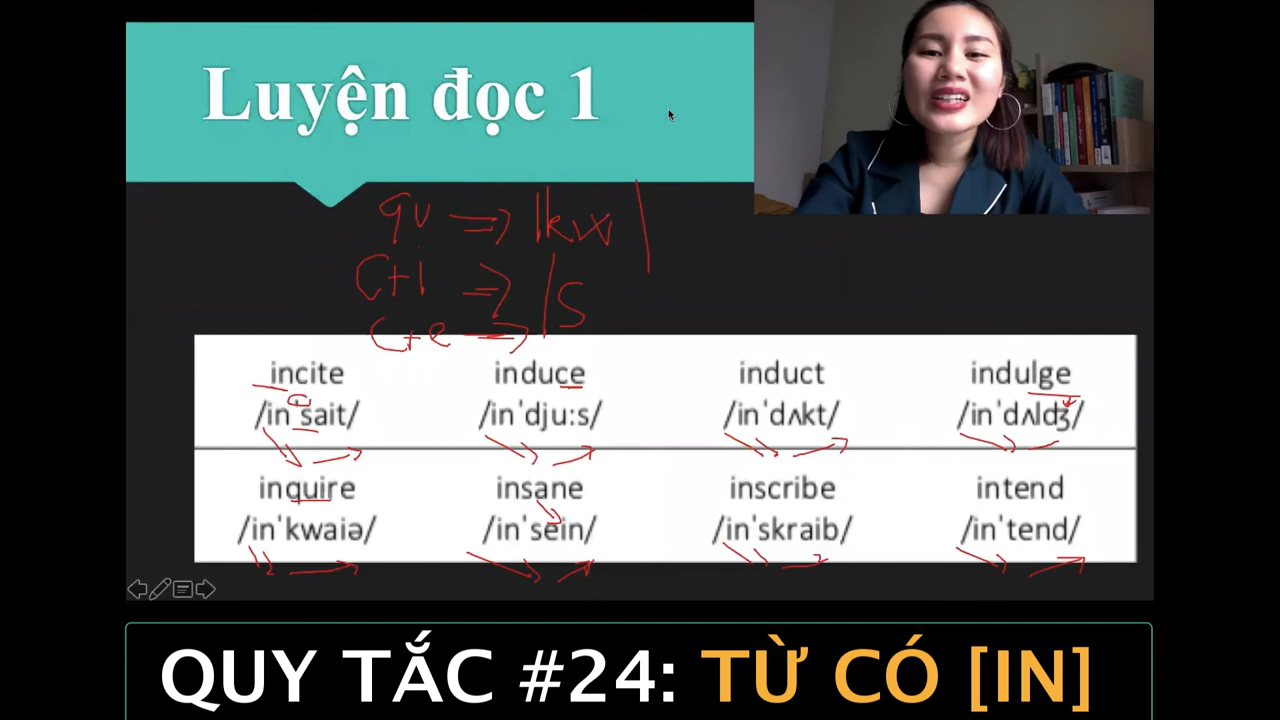 Luyện đọc 1
qu => /kw/
c+i => /s
c+e =>
incite induce induct indulge
/inˈsait/ /inˈdju:s/ /inˈdʌkt/ /inˈdʌldʒ/
inquire insane inscribe intend
/inˈkwaiə/ /inˈsein/ /inˈskraib/ /inˈtend/
QUY TẮC #24: TỪ CÓ [IN]